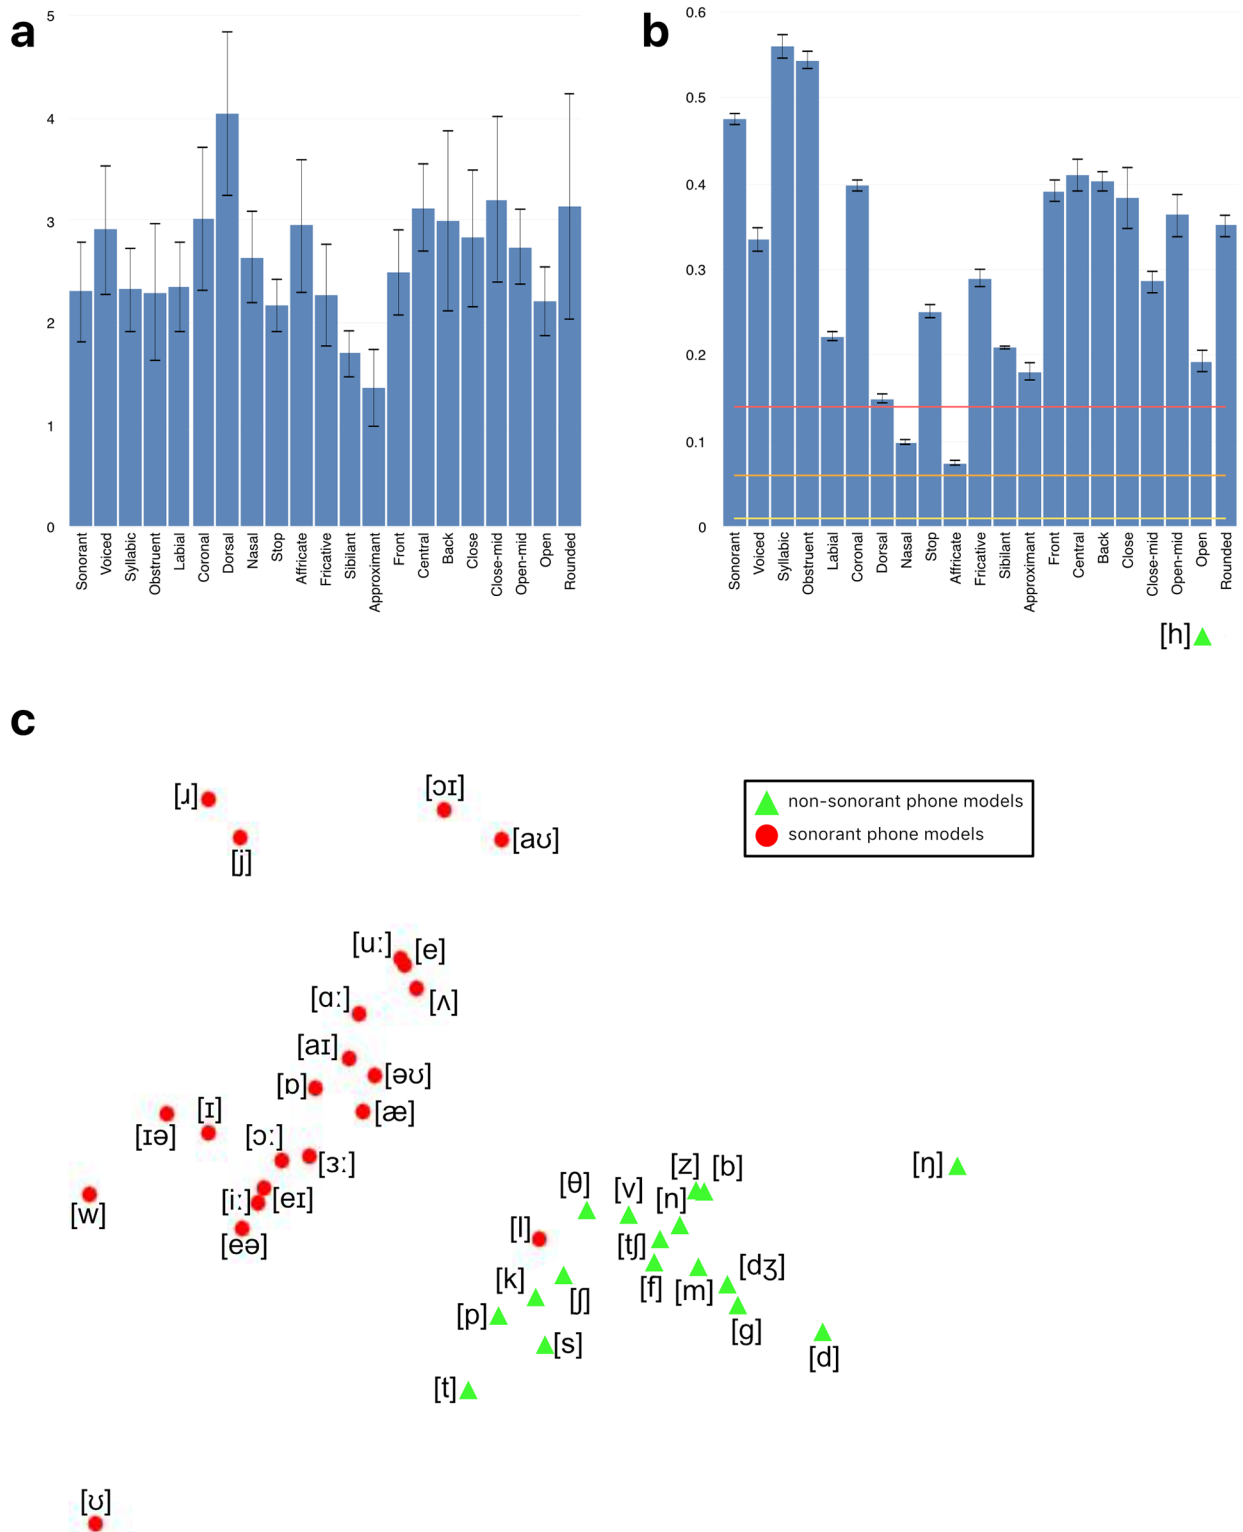 a
5
4
3
2
1
0
Sonorant
Voiced
Syllabic
Obstruent
Labial
Coronal
Dorsal
Nasal
Stop
Affricate
Fricative
Sibilant
Approximant
Front
Central
Back
Close
Close-mid
Open-mid
Open
Rounded
b
0.6
0.5
0.4
0.3
0.2
0.1
0
Sonorant
Voiced
Syllabic
Obstruent
Labial
Coronal
Dorsal
Nasal
Stop
Affricate
Fricative
Sibilant
Approximant
Front
Central
Back
Close
Close-mid
Open-mid
Open
Rounded
[h]
c
[ɹ]
[j]
[ɔɪ]
[aʊ]
non-sonorant phone models
sonorant phone models
[uː]
[e]
[ɑː]
[ʌ]
[aɪ]
[əʊ]
[ɒ]
[æ]
[ɪə]
[ɪ]
[ɔː]
[ɜː]
[w]
[iː]
[eɪ]
[eə]
[θ]
[v]
[z]
[b]
[n]
[ŋ]
[l]
[tʃ]
[k]
[ʃ]
[f]
[m]
[dʒ]
[p]
[s]
[g]
[d]
[t]
[ʊ]